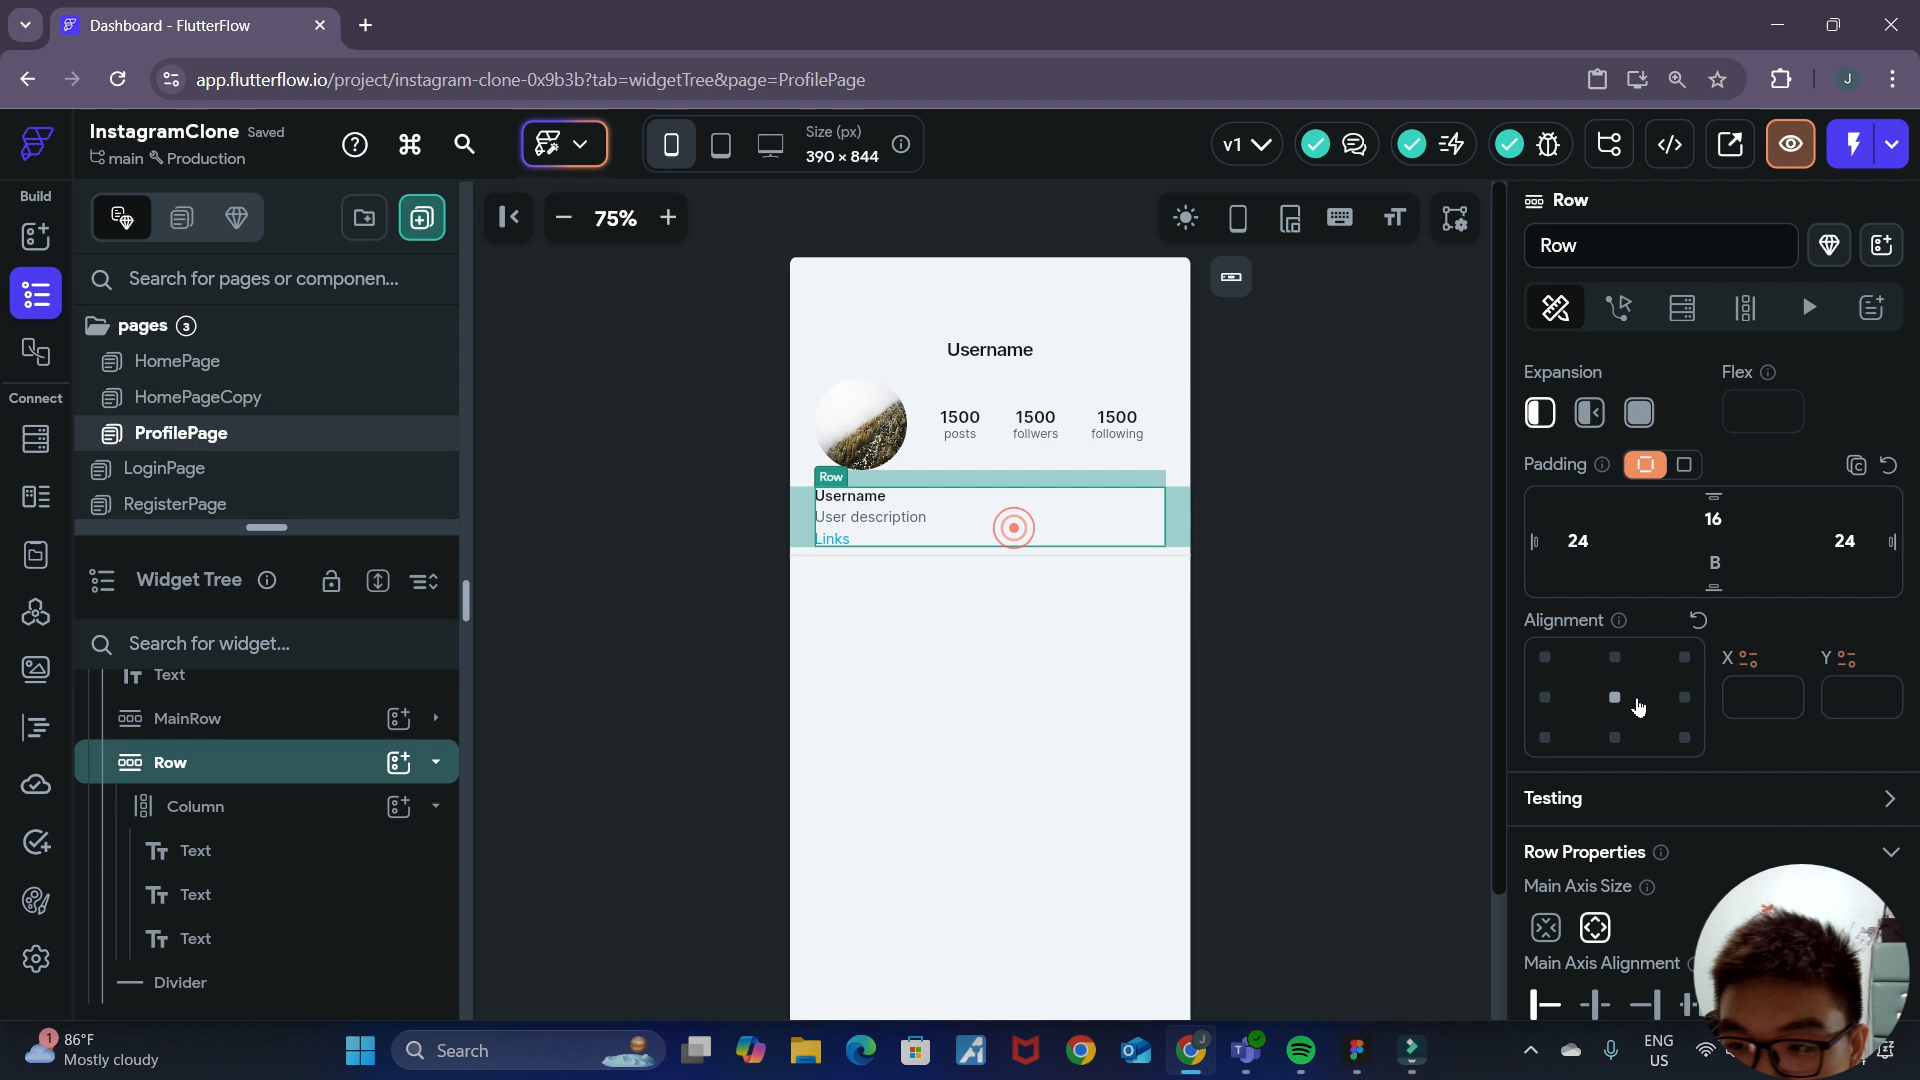 Dashboard - FlutterFlow
app.flutterflow.io/project/instagram-clone-0x9b3b?tab=widgetTree&page=ProfilePage
J
InstagramClone Saved
main Production
Size (px)
390 × 844
v1
Build
Connect
75%
Search for pages or componen...
pages 3
HomePage
HomePageCopy
ProfilePage
LoginPage
RegisterPage
Widget Tree
Search for widget...
Text
MainRow
Row
Column
Text
Text
Text
Divider
Username
1500 1500 1500
posts follwers following
Row
Username
User description
Links
Row
Row
Expansion Flex
Padding
16
24 24
B
Alignment
X Y
Testing
Row Properties
Main Axis Size
Main Axis Alignment
1
86°F
Mostly cloudy
Search
ENG
US